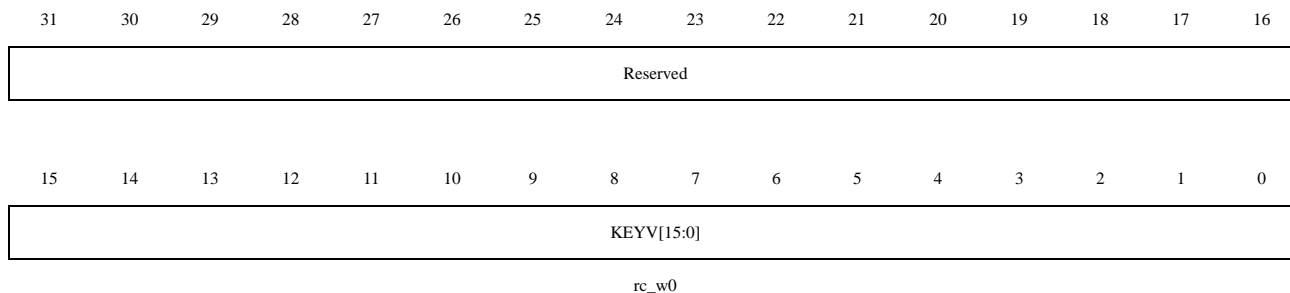 31 30 29 28 27 26 25 24 23 22 21 20 19 18 17 16
Reserved
15 14 13 12 11 10 9 8 7 6 5 4 3 2 1 0
KEYV[15:0]
rc_w0